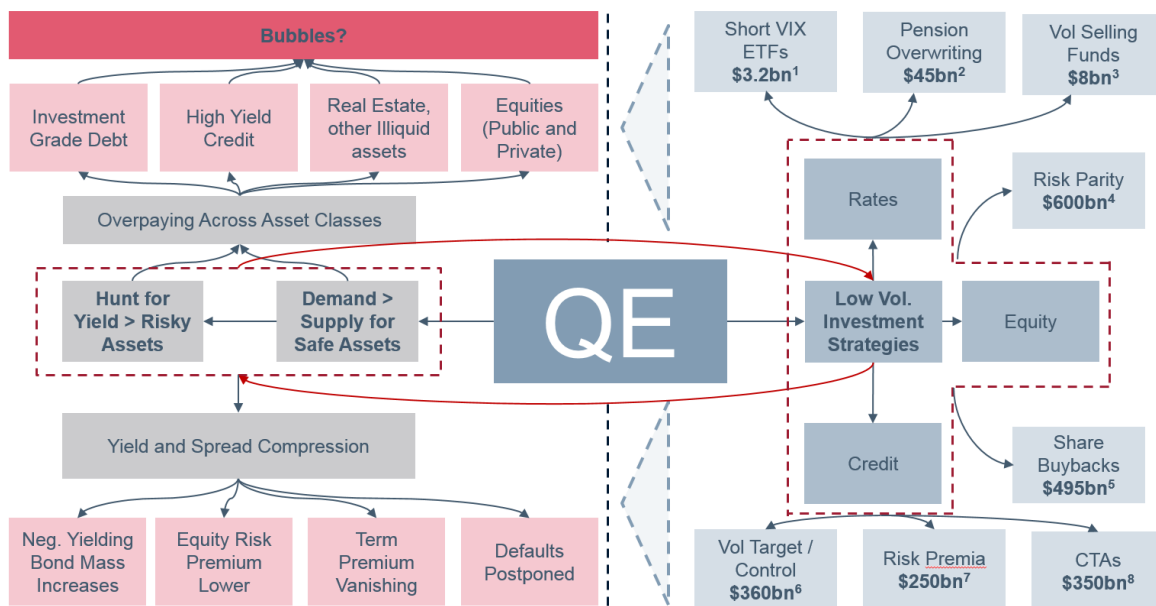 Bubbles?
Investment
Grade Debt
High Yield
Credit
Real Estate,
other Illiquid
assets
Equities
(Public and
Private)
Overpaying Across Asset Classes
Hunt for
Yield > Risky
Assets
Demand >
Supply for
Safe Assets
Yield and Spread Compression
Neg. Yielding
Bond Mass
Increases
Equity Risk
Premium
Lower
Term
Premium
Vanishing
Defaults
Postponed
QE
Short VIX
ETFs
$3.2bn¹
Pension
Overwriting
$45bn²
Vol Selling
Funds
$8bn³
Rates
Risk Parity
$600bn⁴
Low Vol.
Investment
Strategies
Equity
Credit
Share
Buybacks
$495bn⁵
Vol Target /
Control
$360bn⁶
Risk Premia
$250bn⁷
CTAs
$350bn⁸